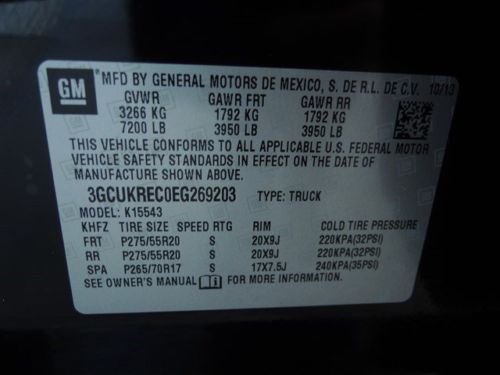 GM
MFD BY GENERAL MOTORS DE MEXICO, S. DE R.L. DE C.V. 10/13
GVWR GAWR FRT GAWR RR
3266 KG 1792 KG 1792 KG
7200 LB 3950 LB 3950 LB
THIS VEHICLE CONFORMS TO ALL APPLICABLE U.S. FEDERAL MOTOR
VEHICLE SAFETY STANDARDS IN EFFECT ON THE DATE OF
MANUFACTURE SHOWN ABOVE.
3GCUKREC0EG269203 TYPE: TRUCK
MODEL: K15543
KHFZ TIRE SIZE SPEED RTG RIM COLD TIRE PRESSURE
FRT P275/55R20 S 20X9J 220KPA(32PSI)
RR P275/55R20 S 20X9J 220KPA(32PSI)
SPA P265/70R17 S 17X7.5J 240KPA(35PSI)
SEE OWNER'S MANUAL FOR MORE INFORMATION.